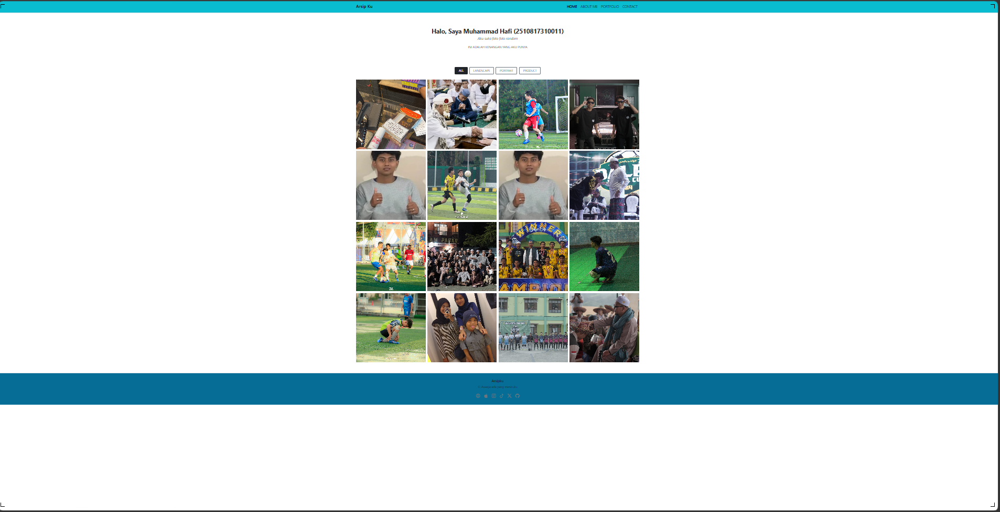 Arsip Ku
HOME ABOUT ME PORTFOLIO CONTACT
Halo, Saya Muhammad Hafi (2510817310011)
Aku suka foto foto random
INI ADALAH KENANGAN YANG AKU PUNYA
ALL LANDSCAPE PORTRAIT PRODUCT
WINNER
Arsipku